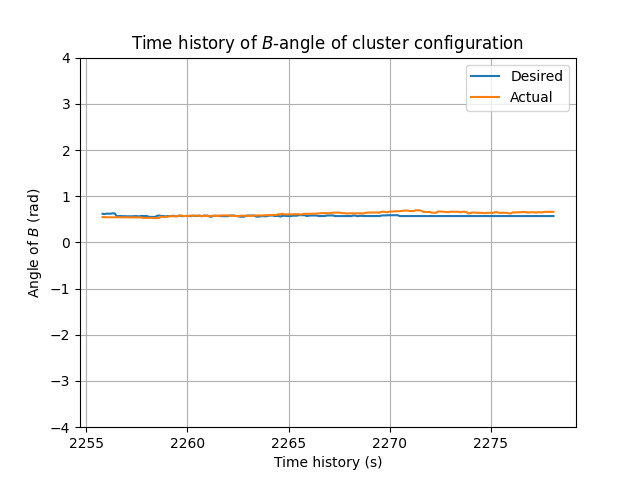 Time history of B-angle of cluster configuration
Desired
Actual
4
3
2
1
0
−1
−2
−3
−4
Angle of B (rad)
2255 2260 2265 2270 2275
Time history (s)